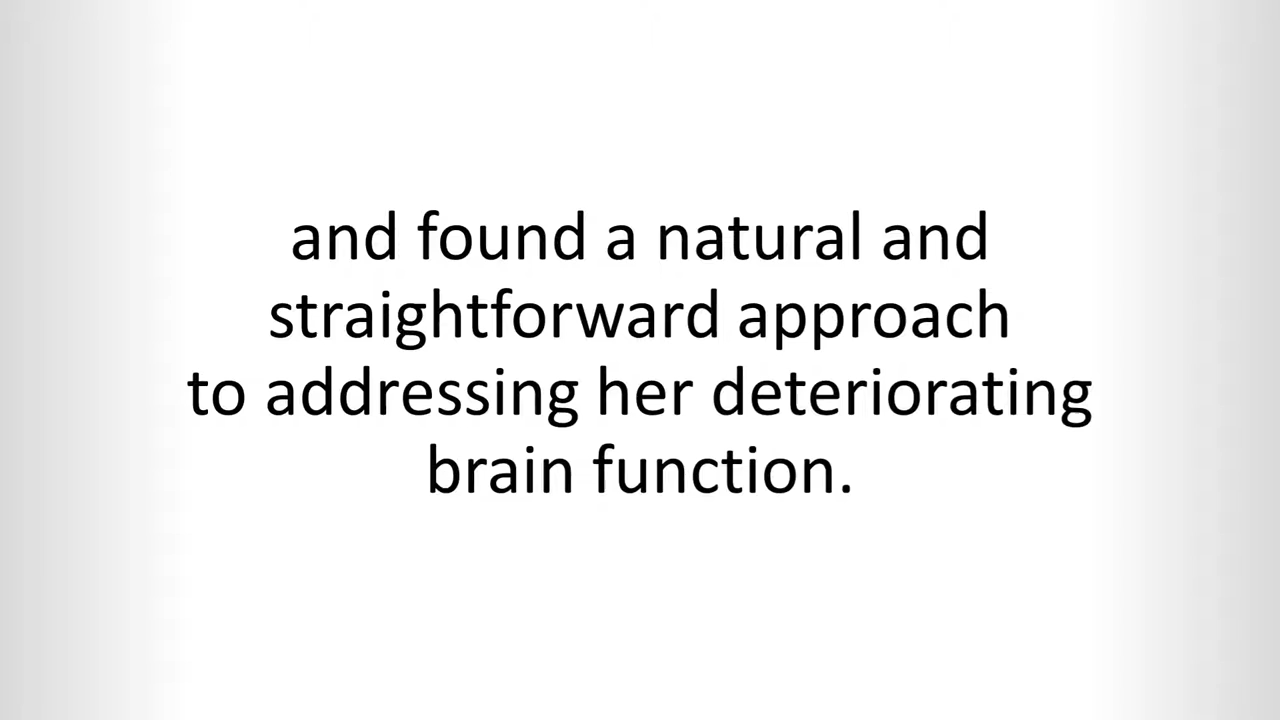 and found a natural and
straightforward approach
to addressing her deteriorating
brain function.